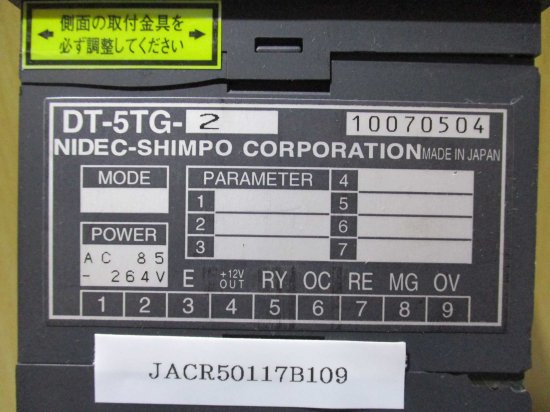 側面の取付金具を
必ず調整してください
DT-5TG-2 10070504
NIDEC-SHIMPO CORPORATION MADE IN JAPAN
MODE
PARAMETER
1
2
3
4
5
6
7
POWER
AC 85
- 264V
E +12V OUT RY OC RE MG OV
1 2 3 4 5 6 7 8 9
JACR50117B109